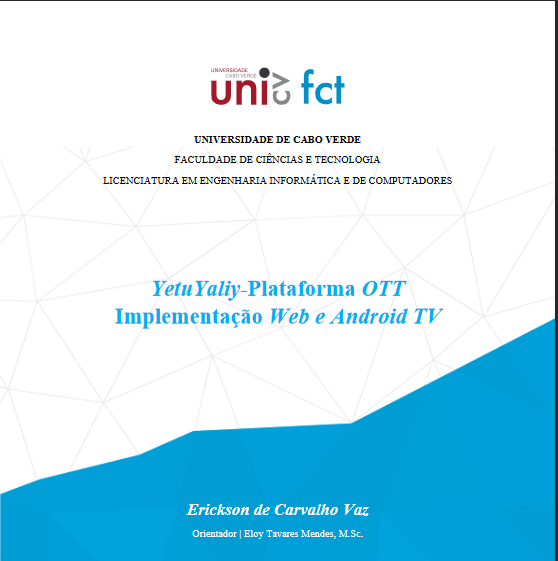 UNIVERSIDADE
CABO VERDE
uni cv fct
UNIVERSIDADE DE CABO VERDE
FACULDADE DE CIÊNCIAS E TECNOLOGIA
LICENCIATURA EM ENGENHARIA INFORMÁTICA E DE COMPUTADORES
YetuYaliy-Plataforma OTT
Implementação Web e Android TV
Erickson de Carvalho Vaz
Orientador | Eloy Tavares Mendes, M.Sc.